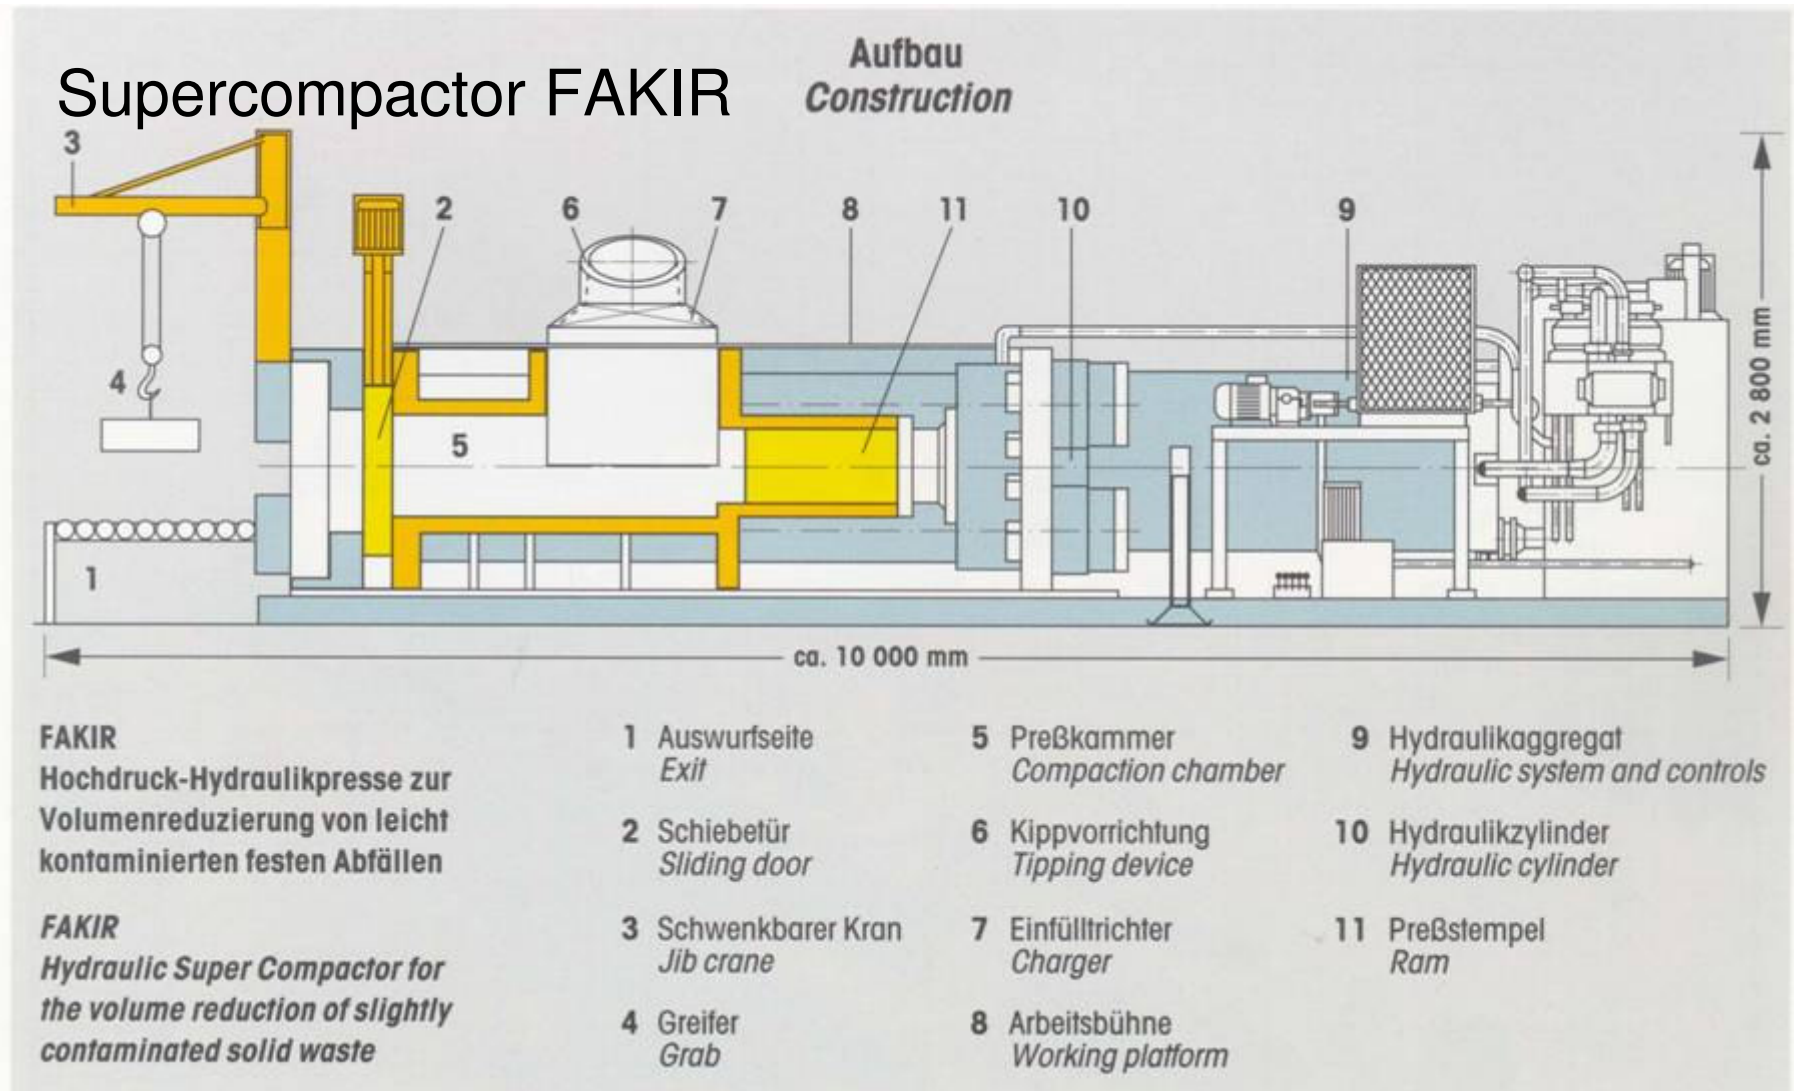 Supercompactor FAKIR
Aufbau
Construction
3
2
6
7
8
11
10
9
4
5
1
ca. 2 800 mm
ca. 10 000 mm
FAKIR
Hochdruck-Hydraulikpresse zur
Volumenreduzierung von leicht
kontaminierten festen Abfällen
FAKIR
Hydraulic Super Compactor for
the volume reduction of slightly
contaminated solid waste
1 Auswurfseite
Exit
2 Schiebetür
Sliding door
3 Schwenkbarer Kran
Jib crane
4 Greifer
Grab
5 Preßkammer
Compaction chamber
6 Kippvorrichtung
Tipping device
7 Einfülltrichter
Charger
8 Arbeitsbühne
Working platform
9 Hydraulikaggregat
Hydraulic system and controls
10 Hydraulikzylinder
Hydraulic cylinder
11 Preßstempel
Ram